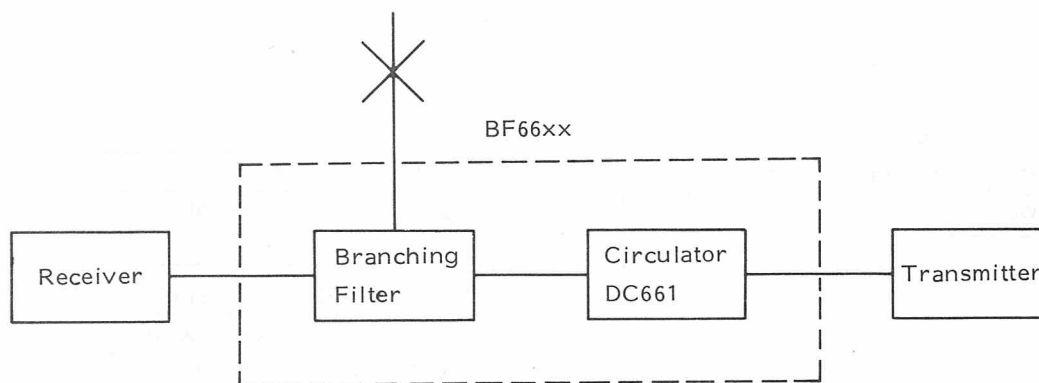 BF66xx
Receiver
Branching
Filter
Circulator
DC661
Transmitter